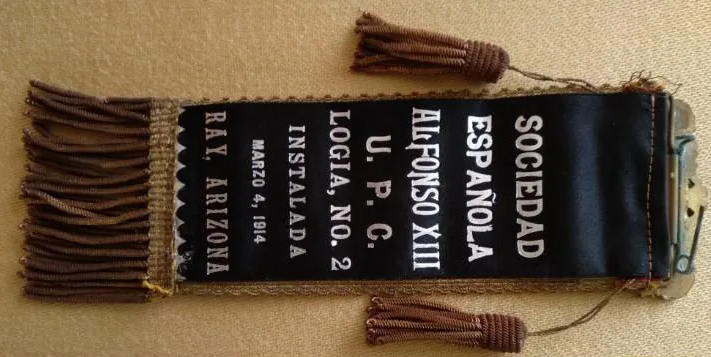 SOCIEDAD
ESPAÑOLA
ALFONSO XIII
U. P. C.
LOGIA, NO. 2
INSTALADA
MARZO 4, 1914
RAY, ARIZONA